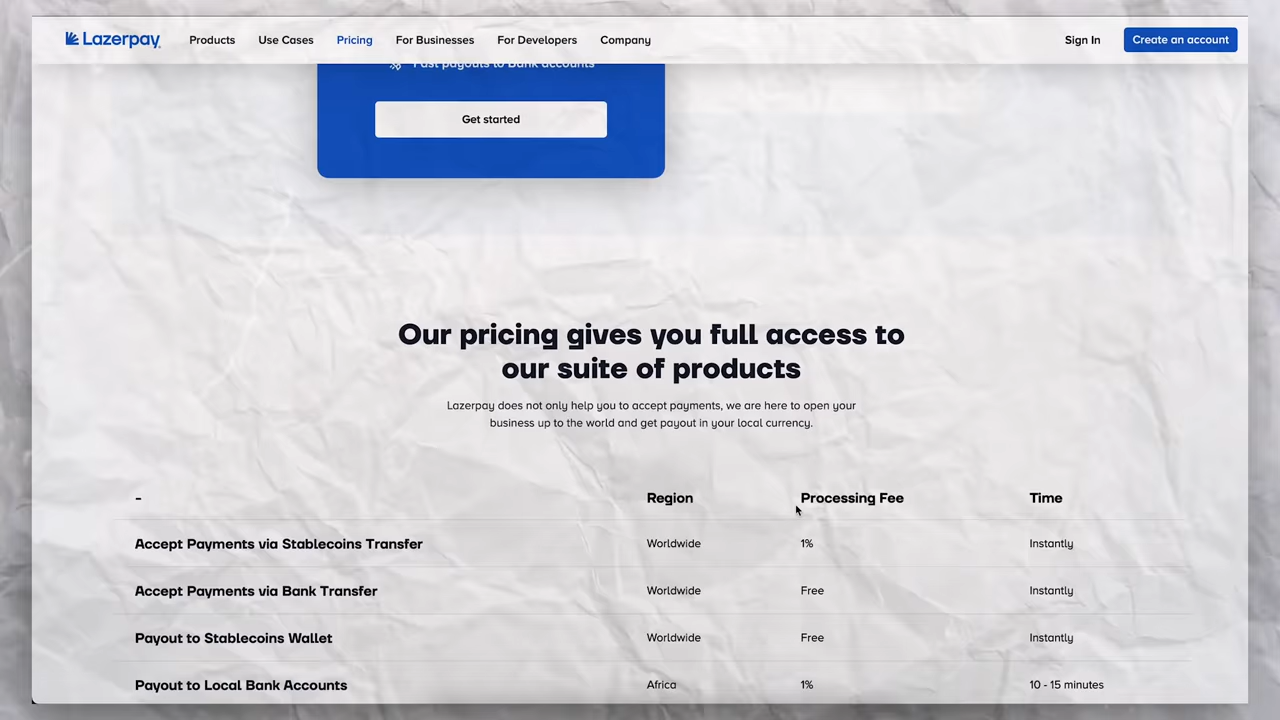 Lazerpay Products Use Cases Pricing For Businesses For Developers Company Sign In Create an account
Fast payouts to Bank accounts
Get started
Our pricing gives you full access to
our suite of products
Lazerpay does not only help you to accept payments, we are here to open your
business up to the world and get payout in your local currency.
- Region Processing Fee Time
Accept Payments via Stablecoins Transfer Worldwide 1% Instantly
Accept Payments via Bank Transfer Worldwide Free Instantly
Payout to Stablecoins Wallet Worldwide Free Instantly
Payout to Local Bank Accounts Africa 1% 10 - 15 minutes